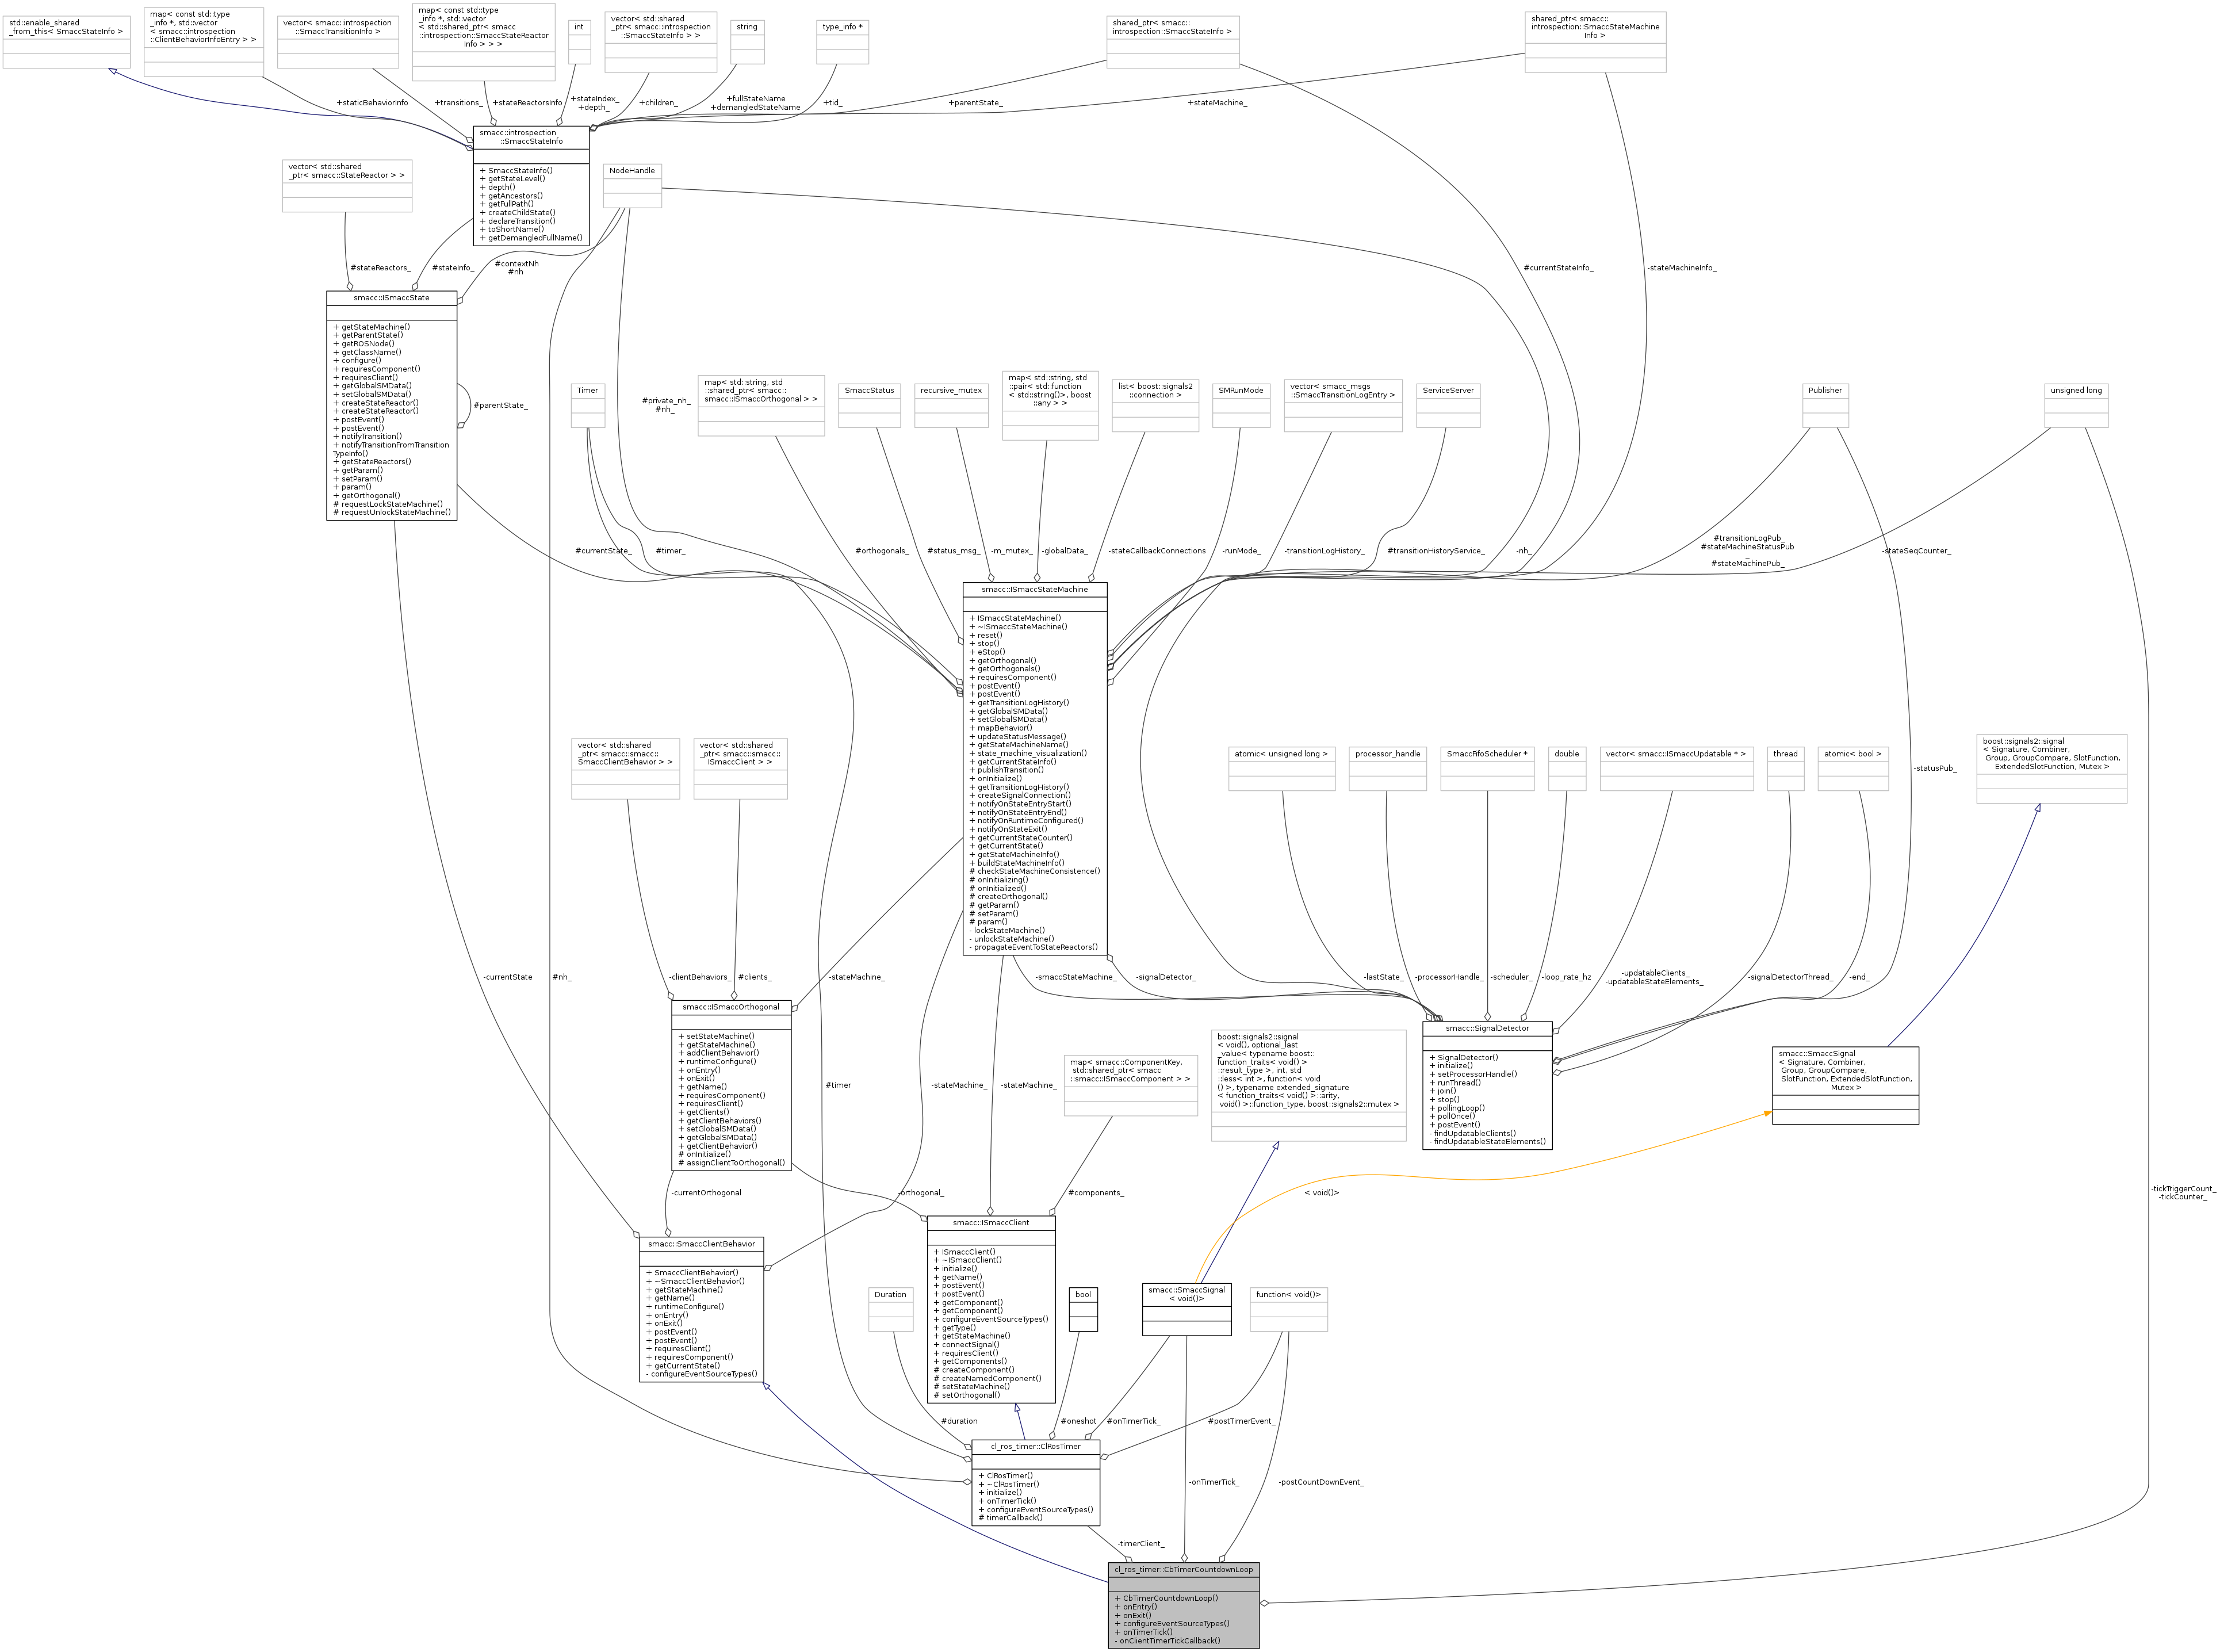 std::enable_shared
_from_this< SmaccStateInfo >
map< const std::type
_info *, std::vector
< smacc::introspection
::ClientBehaviorInfoEntry > >
vector< smacc::introspection
::SmaccTransitionInfo >
map< const std::type
_info *, std::vector
< std::shared_ptr< smacc
::introspection::SmaccStateReactor
Info > > >
int
vector< std::shared
_ptr< smacc::introspection
::SmaccStateInfo > >
string
type_info *
shared_ptr< smacc::
introspection::SmaccStateInfo >
shared_ptr< smacc::
introspection::SmaccStateMachine
Info >
+staticBehaviorInfo
+transitions_
+stateReactorsInfo
+stateIndex_
+depth_
+children_
+fullStateName
+demangledStateName
+tid_
+parentState_
+stateMachine_
smacc::introspection
::SmaccStateInfo
+ SmaccStateInfo()
+ getStateLevel()
+ depth()
+ getAncestors()
+ getFullPath()
+ createChildState()
+ declareTransition()
+ toShortName()
+ getDemangledFullName()
vector< std::shared
_ptr< smacc::StateReactor > >
NodeHandle
#stateReactors_
#stateInfo_
#contextNh
#nh
#currentStateInfo_
-stateMachineInfo_
smacc::ISmaccState
+ getStateMachine()
+ getParentState()
+ getROSNode()
+ getClassName()
+ configure()
+ requiresComponent()
+ requiresClient()
+ getGlobalSMData()
+ setGlobalSMData()
+ createStateReactor()
+ createStateReactor()
+ postEvent()
+ postEvent()
+ notifyTransition()
+ notifyTransitionFromTransition
TypeInfo()
+ getStateReactors()
+ getParam()
+ setParam()
+ param()
+ getOrthogonal()
# requestLockStateMachine()
# requestUnlockStateMachine()
#parentState_
Timer
#private_nh_
#nh_
map< std::string, std
::shared_ptr< smacc::
smacc::ISmaccOrthogonal > >
SmaccStatus
recursive_mutex
map< std::string, std
::pair< std::function
< std::string()>, boost
::any > >
list< boost::signals2
::connection >
SMRunMode
vector< smacc_msgs
::SmaccTransitionLogEntry >
ServiceServer
Publisher
unsigned long
#currentState_
#timer_
#orthogonals_
#status_msg_
-m_mutex_
-globalData_
-stateCallbackConnections
-runMode_
-transitionLogHistory_
#transitionHistoryService_
-nh_
#transitionLogPub_
#stateMachineStatusPub
_
#stateMachinePub_
-stateSeqCounter_
smacc::ISmaccStateMachine
+ ISmaccStateMachine()
+ ~ISmaccStateMachine()
+ reset()
+ stop()
+ eStop()
+ getOrthogonal()
+ getOrthogonals()
+ requiresComponent()
+ postEvent()
+ postEvent()
+ getTransitionLogHistory()
+ getGlobalSMData()
+ setGlobalSMData()
+ mapBehavior()
+ updateStatusMessage()
+ getStateMachineName()
+ state_machine_visualization()
+ getCurrentStateInfo()
+ publishTransition()
+ onInitialize()
+ getTransitionLogHistory()
+ createSignalConnection()
+ notifyOnStateEntryStart()
+ notifyOnStateEntryEnd()
+ notifyOnRuntimeConfigured()
+ notifyOnStateExit()
+ getCurrentStateCounter()
+ getCurrentState()
+ getStateMachineInfo()
+ buildStateMachineInfo()
# checkStateMachineConsistence()
# onInitializing()
# onInitialized()
# createOrthogonal()
# getParam()
# setParam()
# param()
- lockStateMachine()
- unlockStateMachine()
- propagateEventToStateReactors()
vector< std::shared
_ptr< smacc::smacc::
SmaccClientBehavior > >
vector< std::shared
_ptr< smacc::smacc::
ISmaccClient > >
atomic< unsigned long >
processor_handle
SmaccFifoScheduler *
double
vector< smacc::ISmaccUpdatable * >
thread
atomic< bool >
-statusPub_
boost::signals2::signal
< Signature, Combiner,
Group, GroupCompare, SlotFunction,
ExtendedSlotFunction, Mutex >
-currentState
#nh_
-clientBehaviors_
#clients_
-stateMachine_
-smaccStateMachine_
-signalDetector_
-lastState_
-processorHandle_
-scheduler_
-loop_rate_hz
-updatableClients_
-updatableStateElements_
-signalDetectorThread_
-end_
smacc::ISmaccOrthogonal
+ setStateMachine()
+ getStateMachine()
+ addClientBehavior()
+ runtimeConfigure()
+ onEntry()
+ onExit()
+ getName()
+ requiresComponent()
+ requiresClient()
+ getClients()
+ getClientBehaviors()
+ setGlobalSMData()
+ getGlobalSMData()
+ getClientBehavior()
# onInitialize()
# assignClientToOrthogonal()
#timer
-stateMachine_
-stateMachine_
map< smacc::ComponentKey,
std::shared_ptr< smacc
::smacc::ISmaccComponent > >
boost::signals2::signal
< void(), optional_last
_value< typename boost::
function_traits< void() >
::result_type >, int, std
::less< int >, function< void
() >, typename extended_signature
< function_traits< void() >::arity,
void() >::function_type, boost::signals2::mutex >
smacc::SignalDetector
+ SignalDetector()
+ initialize()
+ setProcessorHandle()
+ runThread()
+ join()
+ stop()
+ pollingLoop()
+ pollOnce()
+ postEvent()
- findUpdatableClients()
- findUpdatableStateElements()
smacc::SmaccSignal
< Signature, Combiner,
Group, GroupCompare,
SlotFunction, ExtendedSlotFunction,
Mutex >
-currentOrthogonal
-orthogonal_
#components_
< void()>
-tickTriggerCount_
-tickCounter_
smacc::SmaccClientBehavior
+ SmaccClientBehavior()
+ ~SmaccClientBehavior()
+ getStateMachine()
+ getName()
+ runtimeConfigure()
+ onEntry()
+ onExit()
+ postEvent()
+ postEvent()
+ requiresClient()
+ requiresComponent()
+ getCurrentState()
- configureEventSourceTypes()
smacc::ISmaccClient
+ ISmaccClient()
+ ~ISmaccClient()
+ initialize()
+ getName()
+ postEvent()
+ postEvent()
+ getComponent()
+ getComponent()
+ configureEventSourceTypes()
+ getType()
+ getStateMachine()
+ connectSignal()
+ requiresClient()
+ getComponents()
# createComponent()
# createNamedComponent()
# setStateMachine()
# setOrthogonal()
Duration
bool
smacc::SmaccSignal
< void()>
function< void()>
#duration
#oneshot
#onTimerTick_
#postTimerEvent_
cl_ros_timer::ClRosTimer
+ ClRosTimer()
+ ~ClRosTimer()
+ initialize()
+ onTimerTick()
+ configureEventSourceTypes()
# timerCallback()
-onTimerTick_
-postCountDownEvent_
-timerClient_
cl_ros_timer::CbTimerCountdownLoop
+ CbTimerCountdownLoop()
+ onEntry()
+ onExit()
+ configureEventSourceTypes()
+ onTimerTick()
- onClientTimerTickCallback()